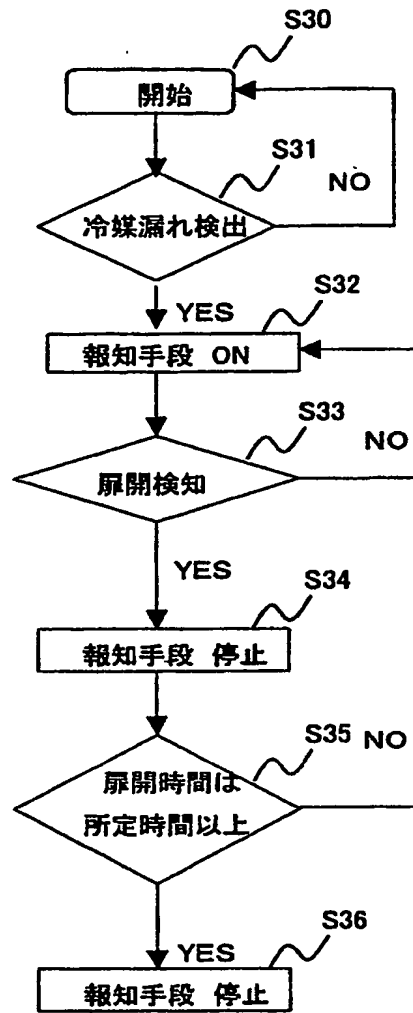 S30
開始
S31
NO
冷媒漏れ検出
S32
YES
報知手段 ON
S33
NO
扉開検知
YES
S34
報知手段 停止
S35
NO
扉開時間は
所定時間以上
S36
YES
報知手段 停止